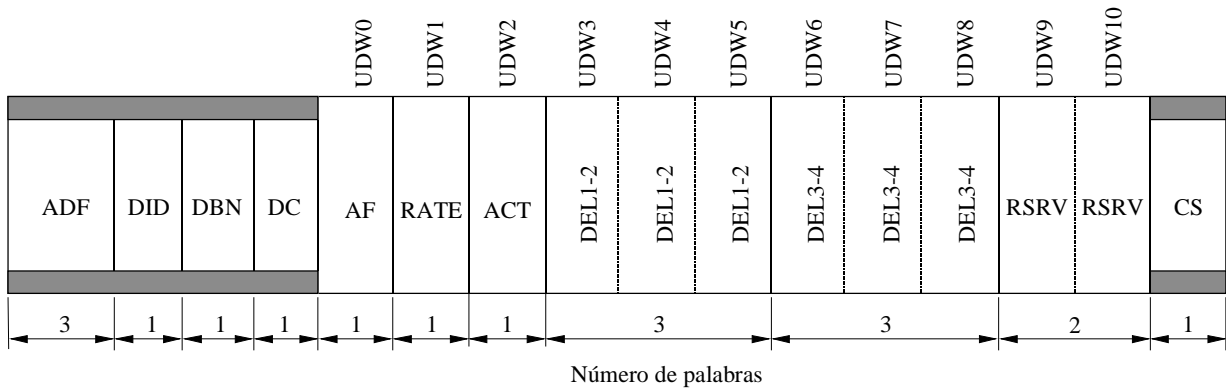 UDW0 UDW1 UDW2 UDW3 UDW4 UDW5 UDW6 UDW7 UDW8 UDW9 UDW10
ADF DID DBN DC AF RATE ACT DEL1-2 DEL1-2 DEL1-2 DEL3-4 DEL3-4 DEL3-4 RSRV RSRV CS
3 1 1 1 1 1 1 3 3 2 1
Número de palabras